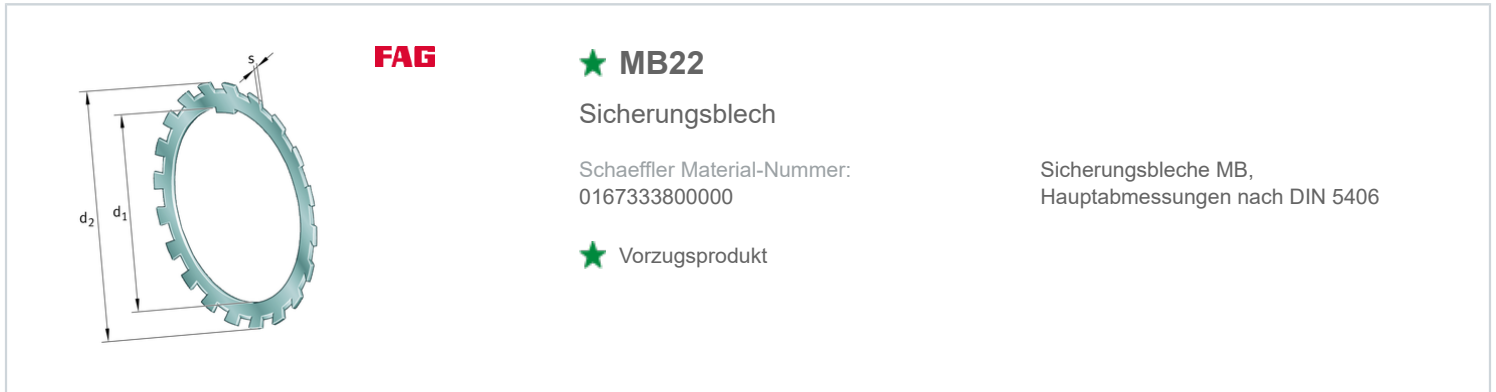 s
d2
d1
FAG
MB22
Sicherungsblech
Schaeffler Material-Nummer:
0167333800000
Sicherungsbleche MB,
Hauptabmessungen nach DIN 5406
Vorzugsprodukt